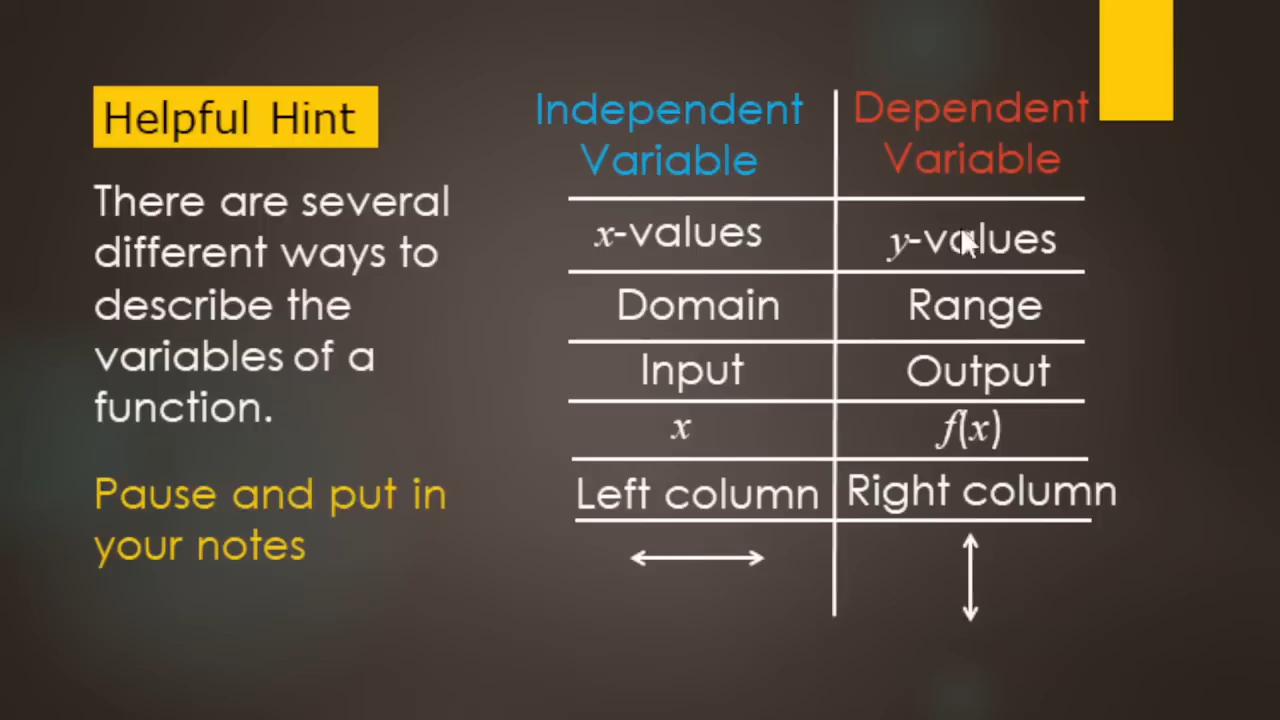 Helpful Hint
There are several
different ways to
describe the
variables of a
function.
Pause and put in
your notes
Independent
Variable
Dependent
Variable
x-values
y-values
Domain
Range
Input
Output
x
f(x)
Left column
Right column